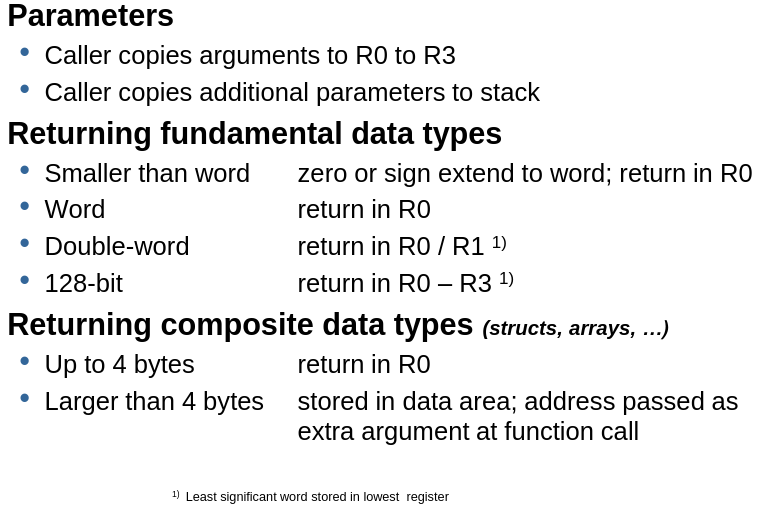 Parameters
• Caller copies arguments to R0 to R3
• Caller copies additional parameters to stack
Returning fundamental data types
• Smaller than word zero or sign extend to word; return in R0
• Word return in R0
• Double-word return in R0 / R1 1)
• 128-bit return in R0 – R3 1)
Returning composite data types (structs, arrays, …)
• Up to 4 bytes return in R0
• Larger than 4 bytes stored in data area; address passed as
extra argument at function call
1) Least significant word stored in lowest register